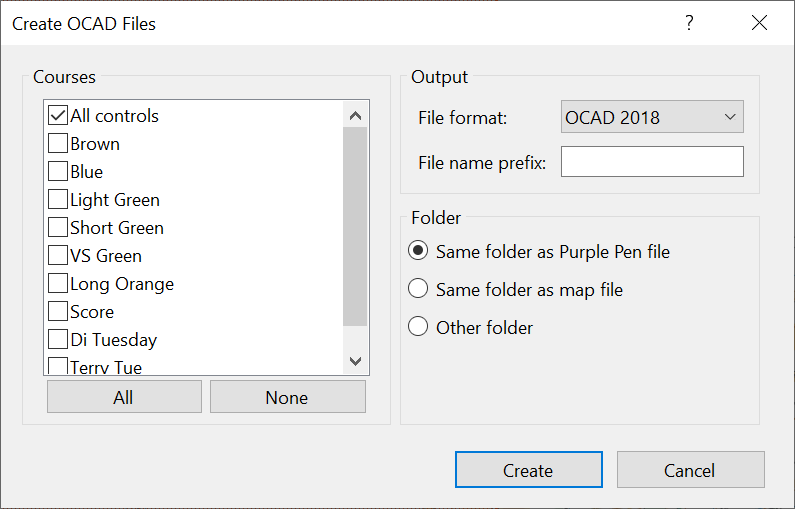 Create OCAD Files
Courses
All controls
Brown
Blue
Light Green
Short Green
VS Green
Long Orange
Score
Di Tuesday
Terry Tue
All
None
Output
File format:
OCAD 2018
File name prefix:
Folder
Same folder as Purple Pen file
Same folder as map file
Other folder
Create
Cancel